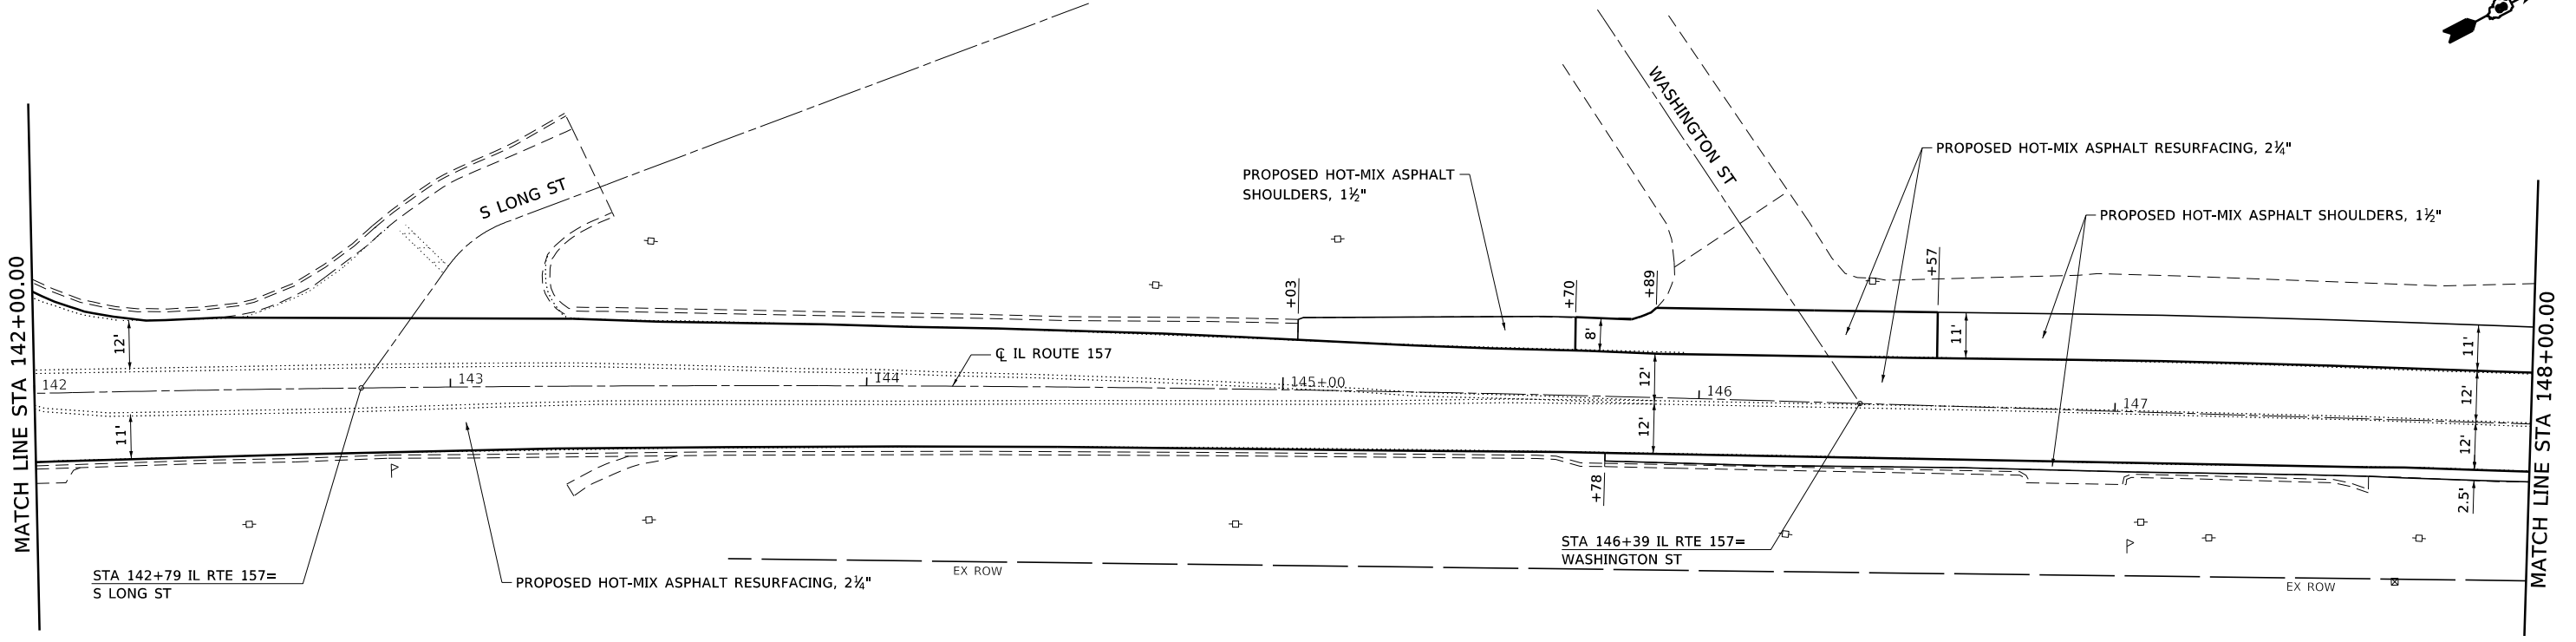 MATCH LINE STA 142+00.00
S LONG ST
WASHINGTON ST
PROPOSED HOT-MIX ASPHALT
SHOULDERS, 1½"
PROPOSED HOT-MIX ASPHALT RESURFACING, 2¼"
PROPOSED HOT-MIX ASPHALT SHOULDERS, 1½"
+03
+70
+89
+57
12'
8'
11'
11'
℄ IL ROUTE 157
142
143
144
145+00
146
147
12'
12'
11'
12'
12'
+78
2.5'
STA 142+79 IL RTE 157=
S LONG ST
PROPOSED HOT-MIX ASPHALT RESURFACING, 2¼"
EX ROW
STA 146+39 IL RTE 157=
WASHINGTON ST
EX ROW
MATCH LINE STA 148+00.00